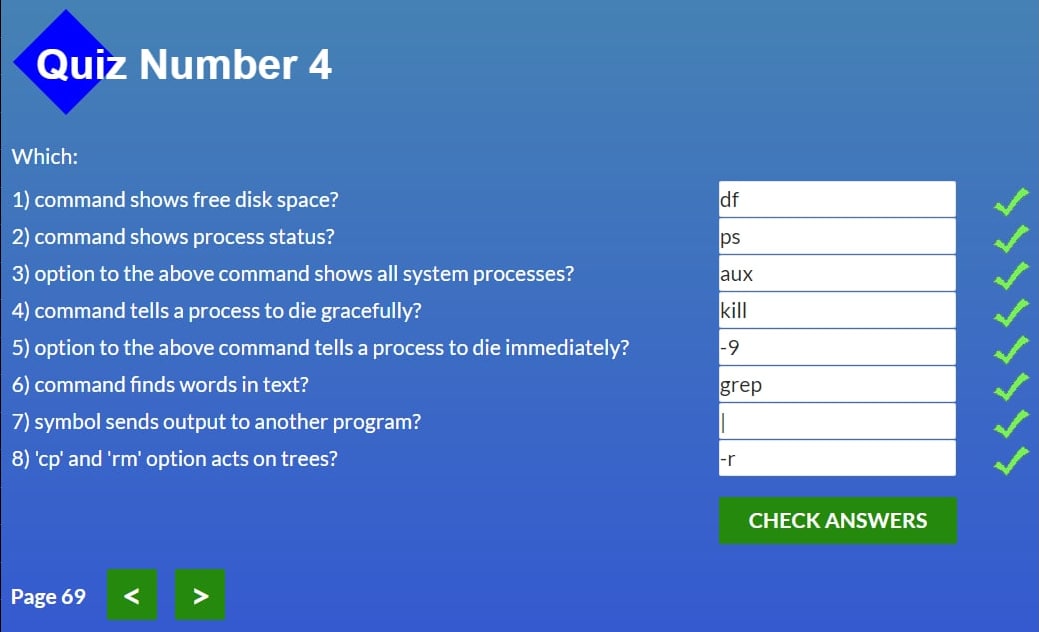 Quiz Number 4
Which:
1) command shows free disk space? df
2) command shows process status? ps
3) option to the above command shows all system processes? aux
4) command tells a process to die gracefully? kill
5) option to the above command tells a process to die immediately? -9
6) command finds words in text? grep
7) symbol sends output to another program? |
8) 'cp' and 'rm' option acts on trees? -r
CHECK ANSWERS
Page 69 < >